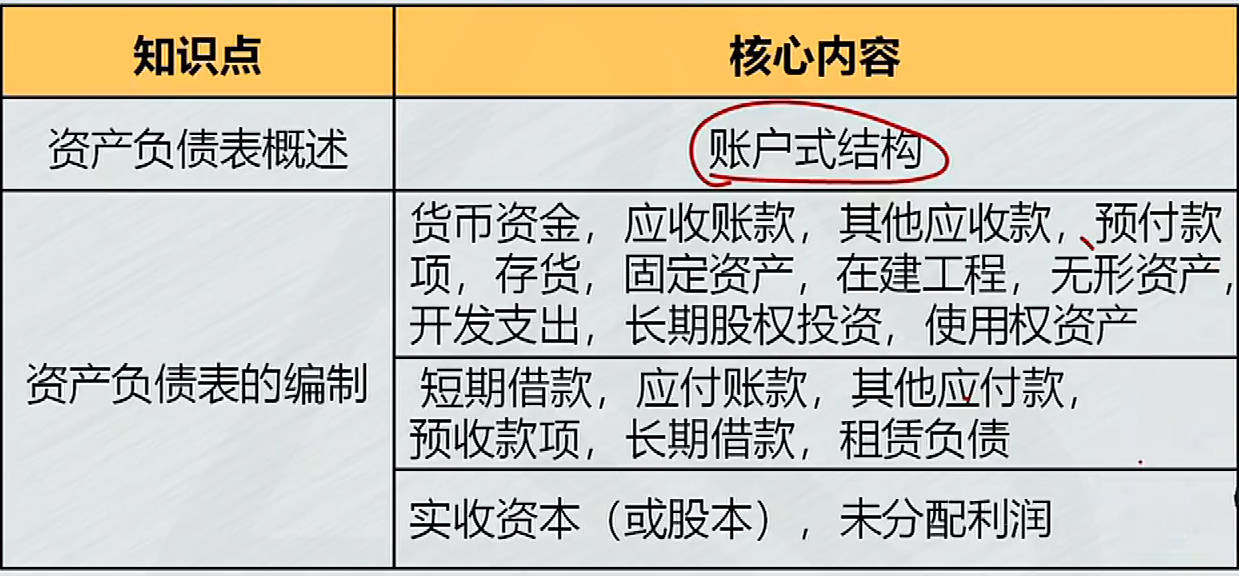 知识点
核心内容
资产负债表概述
账户式结构
资产负债表的编制
货币资金，应收账款，其他应收款，预付款
项，存货，固定资产，在建工程，无形资产，
开发支出，长期股权投资，使用权资产
短期借款，应付账款，其他应付款，
预收款项，长期借款，租赁负债
实收资本（或股本），未分配利润